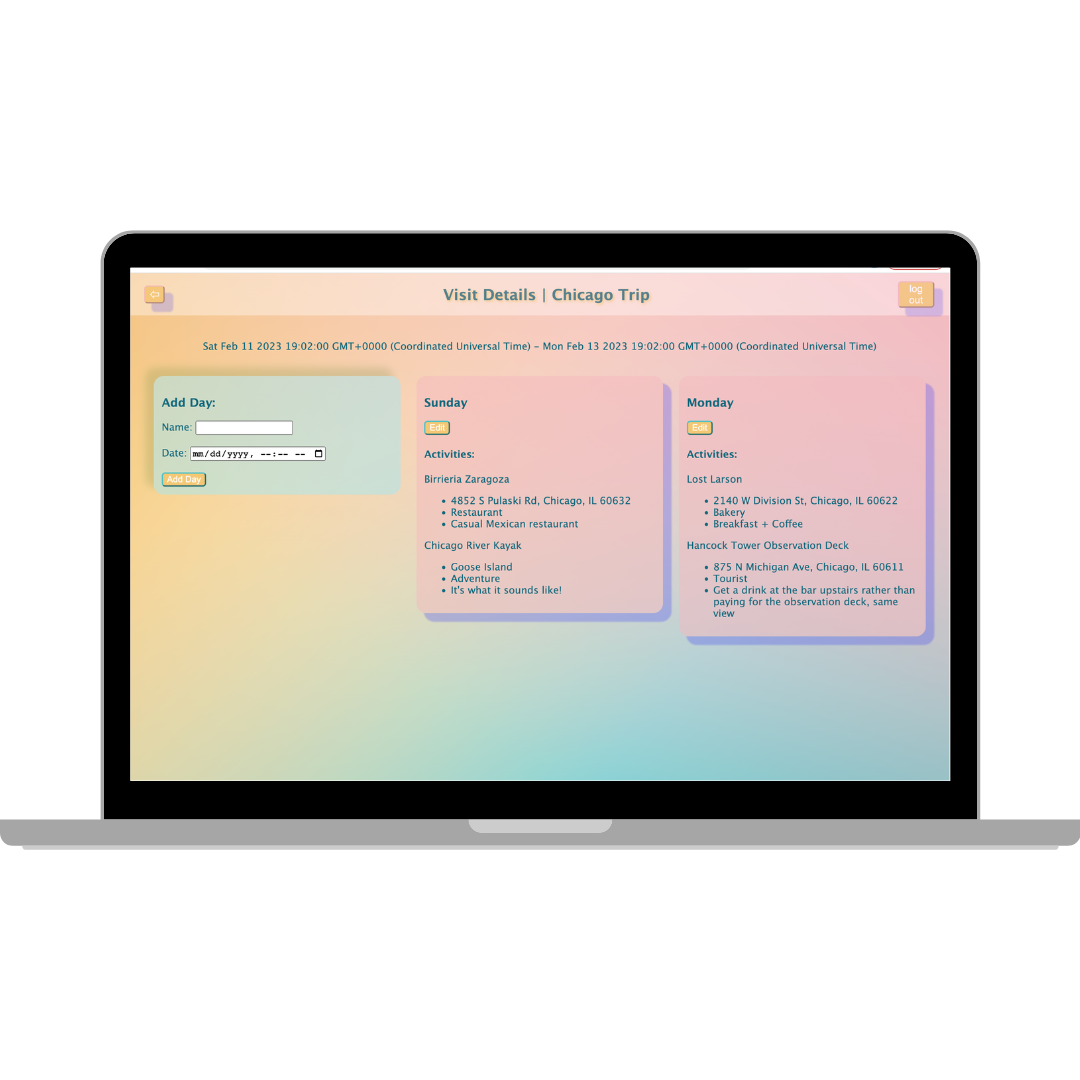 Visit Details | Chicago Trip
log
out
Sat Feb 11 2023 19:02:00 GMT+0000 (Coordinated Universal Time) - Mon Feb 13 2023 19:02:00 GMT+0000 (Coordinated Universal Time)
Add Day:
Name:
Date: mm/dd/yyyy, --:-- --
Add Day
Sunday
Edit
Activities:
Birrieria Zaragoza
• 4852 S Pulaski Rd, Chicago, IL 60632
• Restaurant
• Casual Mexican restaurant
Chicago River Kayak
• Goose Island
• Adventure
• It's what it sounds like!
Monday
Edit
Activities:
Lost Larson
• 2140 W Division St, Chicago, IL 60622
• Bakery
• Breakfast + Coffee
Hancock Tower Observation Deck
• 875 N Michigan Ave, Chicago, IL 60611
• Tourist
• Get a drink at the bar upstairs rather than
paying for the observation deck, same
view